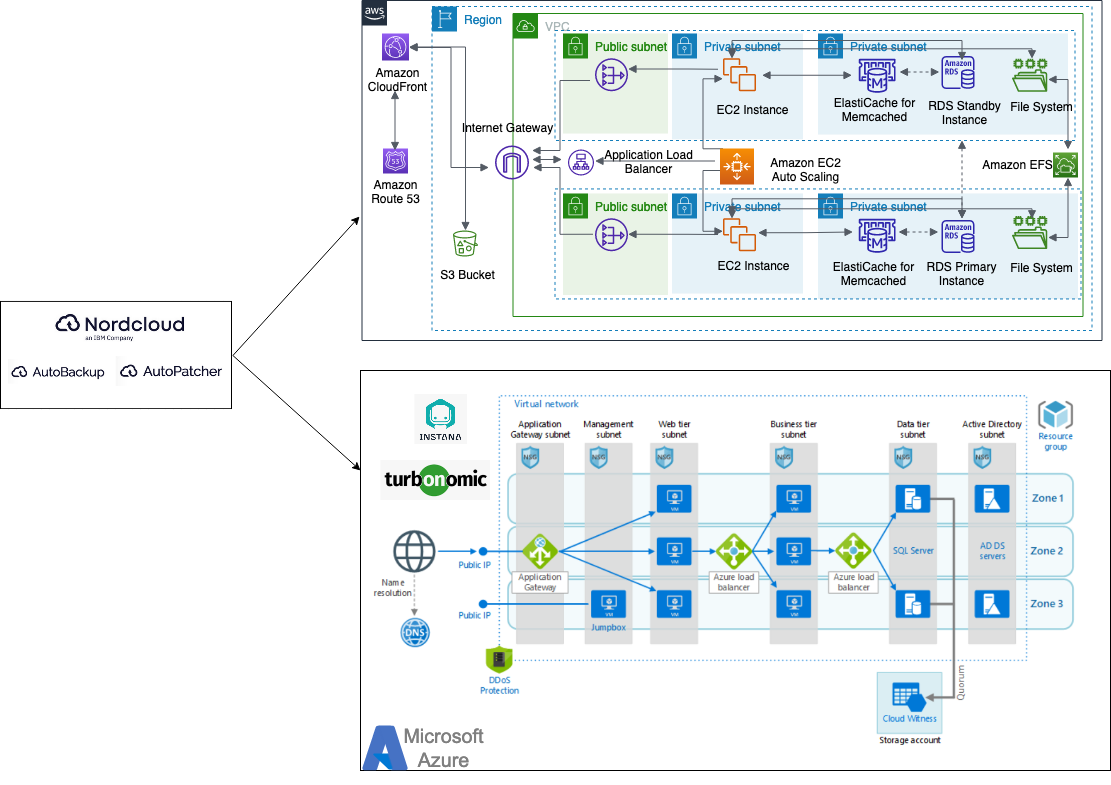 aws
Region
VPC
Public subnet
Private subnet
Private subnet
Amazon
CloudFront
Amazon
RDS
EC2 Instance
ElastiCache for
Memcached
RDS Standby
Instance
File System
Internet Gateway
53
Amazon
Route 53
Application Load
Balancer
Amazon EC2
Auto Scaling
Amazon EFS
Public subnet
Private subnet
Private subnet
Amazon
RDS
S3 Bucket
EC2 Instance
ElastiCache for
Memcached
RDS Primary
Instance
File System
Nordcloud
an IBM Company
AutoBackup
AutoPatcher
INSTANA
turbonomic
Virtual network
Application
Gateway subnet
Management
subnet
Web tier
subnet
Business tier
subnet
Data tier
subnet
Active Directory
subnet
Resource
group
NSG
NSG
NSG
NSG
NSG
NSG
VM
VM
Zone 1
Public IP
Application
Gateway
VM
Azure load
balancer
VM
Azure load
balancer
SQL Server
AD DS
servers
Zone 2
Name
resolution
DNS
Public IP
VM
Jumpbox
VM
VM
Zone 3
DDoS
Protection
Quorum
Cloud Witness
Storage account
Microsoft
Azure